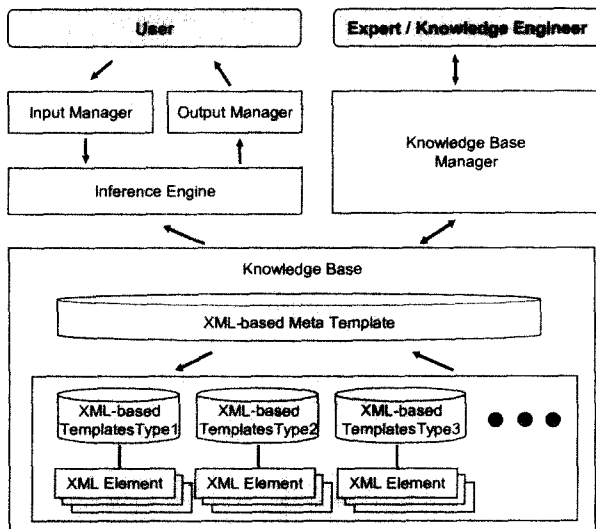 User
Expert / Knowledge Engineer
Input Manager
Output Manager
Knowledge Base
Manager
Inference Engine
Knowledge Base
XML-based Meta Template
XML-based
TemplatesType1
XML-based
TemplatesType2
XML-based
TemplatesType3
XML Element
XML Element
XML Element